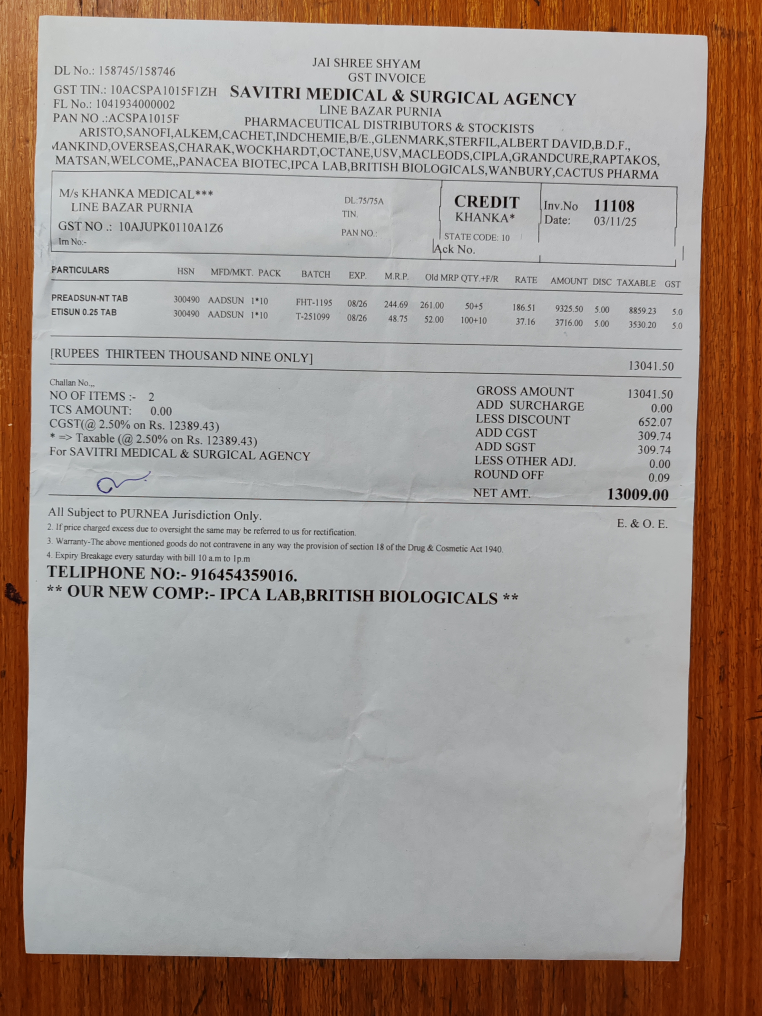 JAI SHREE SHYAM
DL No.: 158745/158746 GST INVOICE
GST TIN.: 10ACSPA1015F1ZH SAVITRI MEDICAL & SURGICAL AGENCY
FL No.: 1041934000002 LINE BAZAR PURNIA
PAN NO .:ACSPA1015F PHARMACEUTICAL DISTRIBUTORS & STOCKISTS
ARISTO,SANOFI,ALKEM,CACHET,INDCHEMIE,B/E,GLENMARK,STERFIL,ALBERT DAVID,B.D.F.,
MANKIND,OVERSEAS,CHARAK,WOCKHARDT,OCTANE,USV,MACLEODS,CIPLA,GRANDCURE,RAPTAKOS,
MATSAN,WELCOME,,PANACEA BIOTEC,IPCA LAB,BRITISH BIOLOGICALS,WANBURY,CACTUS PHARMA
M/s KHANKA MEDICAL*** DL:75/75A CREDIT Inv.No 11108
LINE BAZAR PURNIA TIN. KHANKA* Date: 03/11/25
GST NO .: 10AJUPK0110A1Z6 PAN NO.: STATE CODE: 10
Irn No:- Ack No.
PARTICULARS HSN MFD/MKT. PACK BATCH EXP. M.R.P. Old MRP QTY.+F/R RATE AMOUNT DISC TAXABLE GST
PREADSUN-NT TAB 300490 AADSUN 1*10 FHT-1195 08/26 244.69 261.00 50+5 186.51 9325.50 5.00 8859.23 5.0
ETISUN 0.25 TAB 300490 AADSUN 1*10 T-251099 08/26 48.75 52.00 100+10 37.16 3716.00 5.00 3530.20 5.0
[RUPEES THIRTEEN THOUSAND NINE ONLY] 13041.50
Challan No.,,
NO OF ITEMS :- 2 GROSS AMOUNT 13041.50
TCS AMOUNT: 0.00 ADD SURCHARGE 0.00
CGST(@ 2.50% on Rs. 12389.43) LESS DISCOUNT 652.07
* => Taxable (@ 2.50% on Rs. 12389.43) ADD CGST 309.74
For SAVITRI MEDICAL & SURGICAL AGENCY ADD SGST 309.74
LESS OTHER ADJ. 0.00
ROUND OFF 0.09
NET AMT. 13009.00
All Subject to PURNEA Jurisdiction Only. E. & O. E.
2. If price charged excess due to oversight the same may be referred to us for rectification.
3. Warranty-The above mentioned goods do not contravene in any way the provision of section 18 of the Drug & Cosmetic Act 1940.
4. Expiry Breakage every saturday with bill 10 a.m to 1p.m
TELIPHONE NO:- 916454359016.
** OUR NEW COMP:- IPCA LAB,BRITISH BIOLOGICALS **